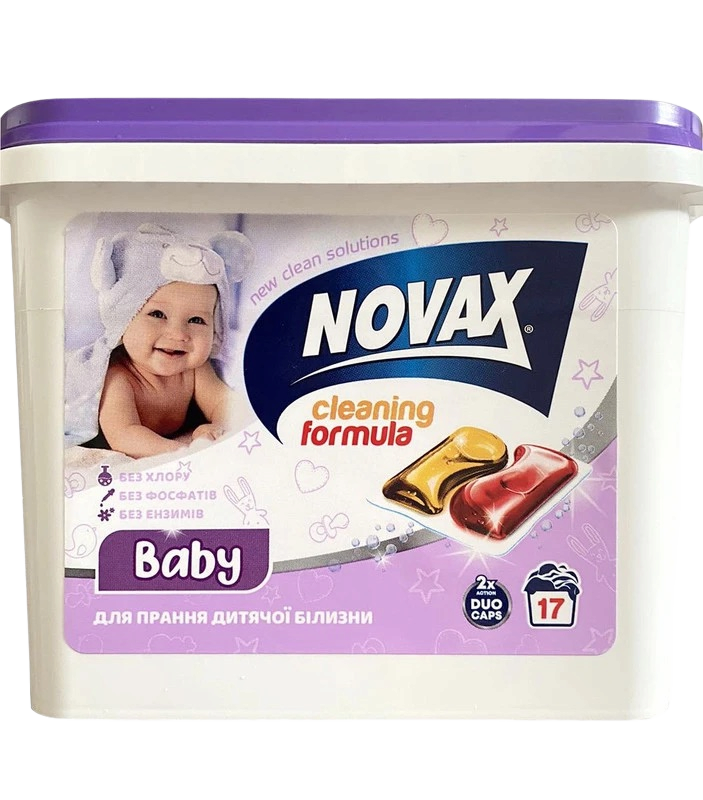 new clean solutions
NOVAX®
cleaning
formula
БЕЗ ХЛОРУ
БЕЗ ФОСФАТІВ
БЕЗ ЕНЗИМІВ
Baby
ДЛЯ ПРАННЯ ДИТЯЧОЇ БІЛИЗНИ
2x
ACTION
DUO
CAPS
17